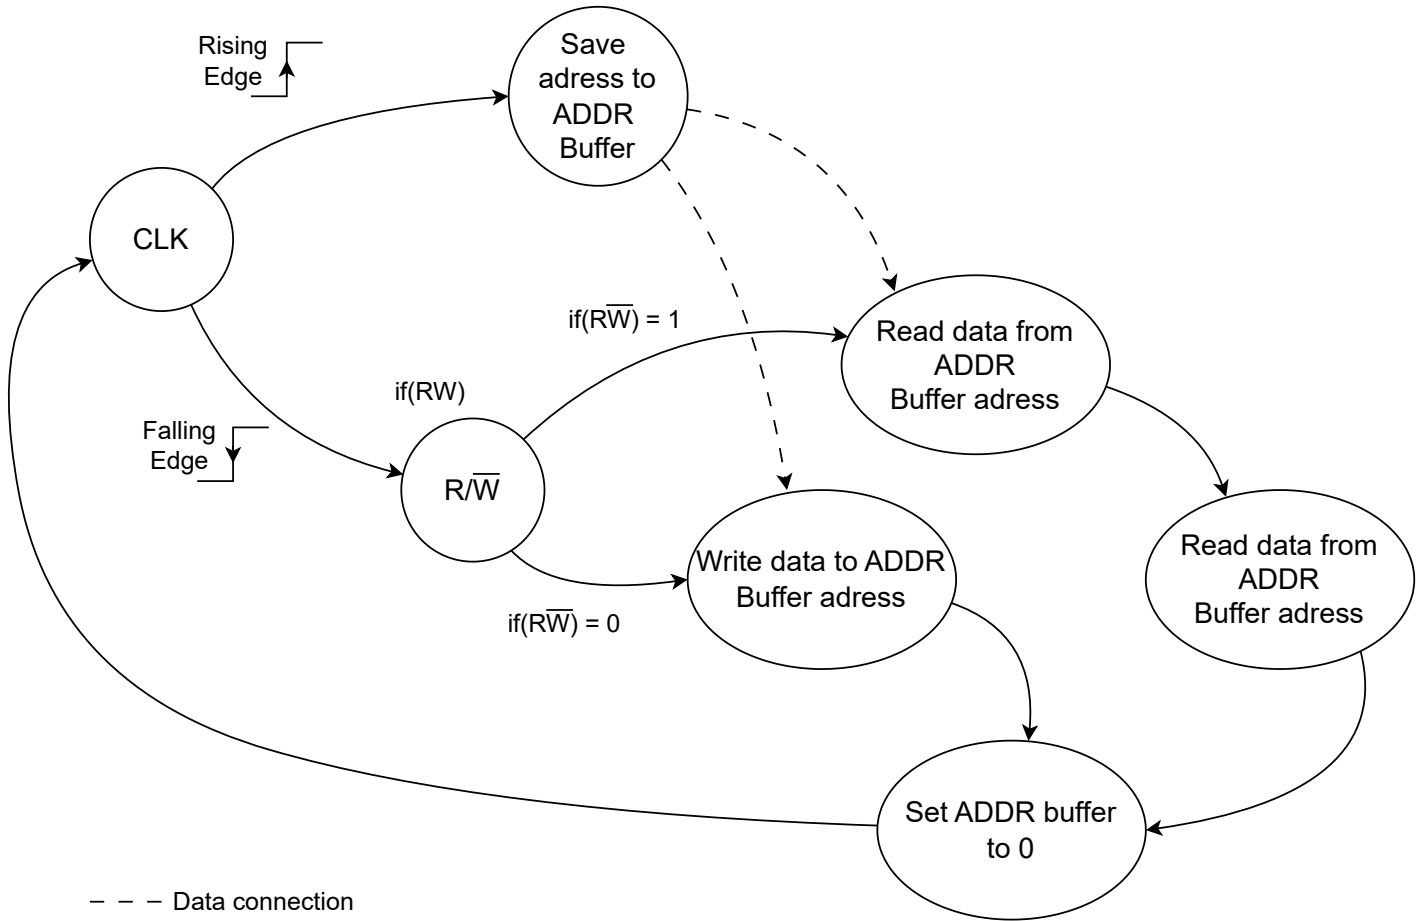 Rising
Edge
Save
adress to
ADDR
Buffer
CLK
if(RW̅) = 1
Read data from
ADDR
Buffer adress
if(RW)
Falling
Edge
R/W̅
Write data to ADDR
Buffer adress
Read data from
ADDR
Buffer adress
if(RW̅) = 0
Set ADDR buffer
to 0
Data connection